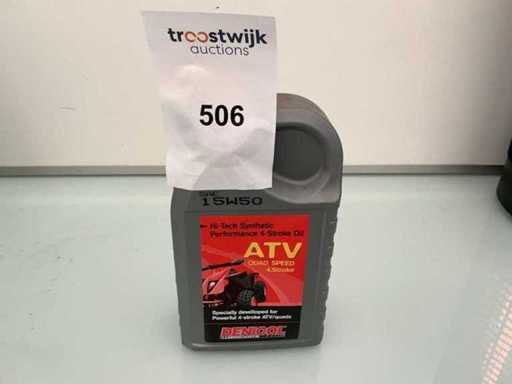 troostwijk
auctions
506
SAE
15W50
Hi-Tech Synthetic
Performance 4-Stroke Oil
ATV
QUAD SPEED
4.Stroke
Specially developed for
Powerful 4-stroke ATV/quads
DENICOL